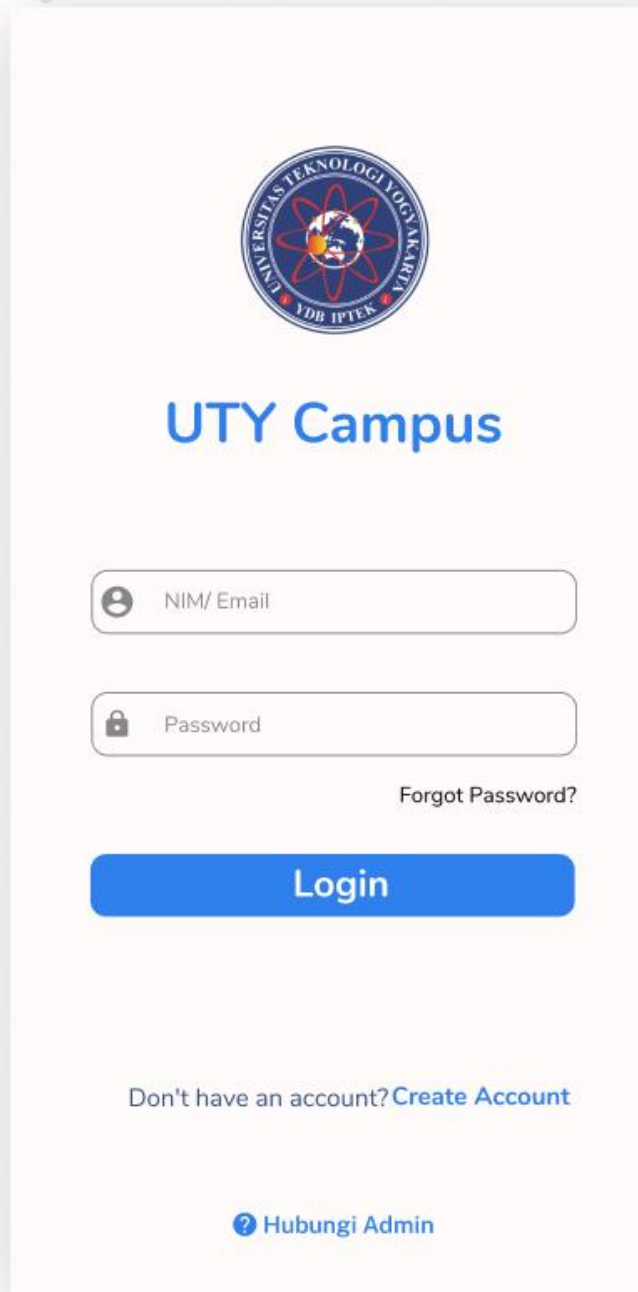 UNIVERSITAS TEKNOLOGI YOGYAKARTA
YDB IPTEK
UTY Campus
NIM/ Email
Password
Forgot Password?
Login
Don't have an account? Create Account
Hubungi Admin